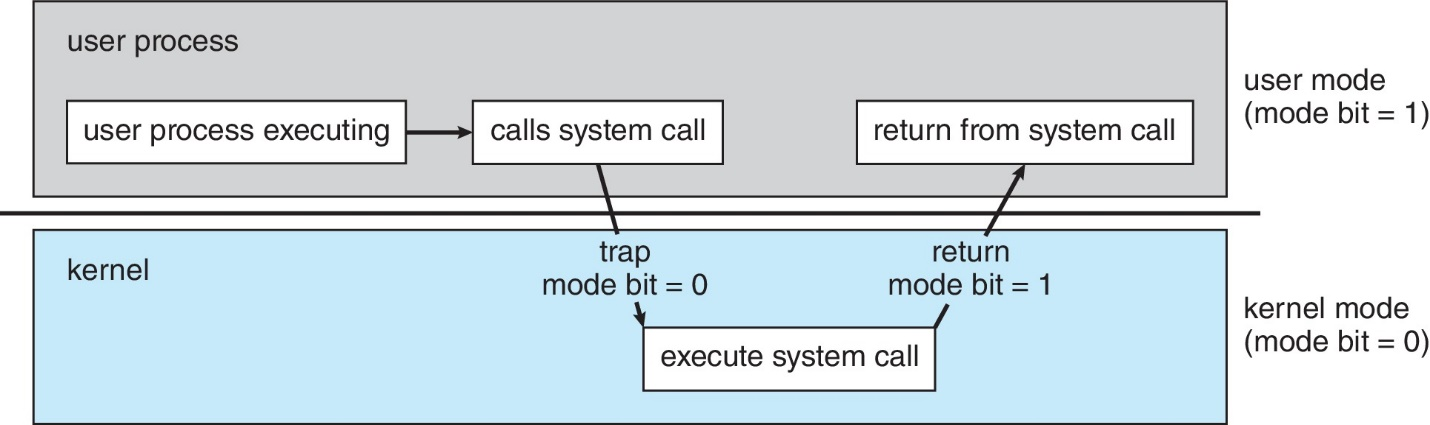 user process
user process executing
calls system call
return from system call
user mode
(mode bit = 1)
kernel
trap
mode bit = 0
return
mode bit = 1
execute system call
kernel mode
(mode bit = 0)